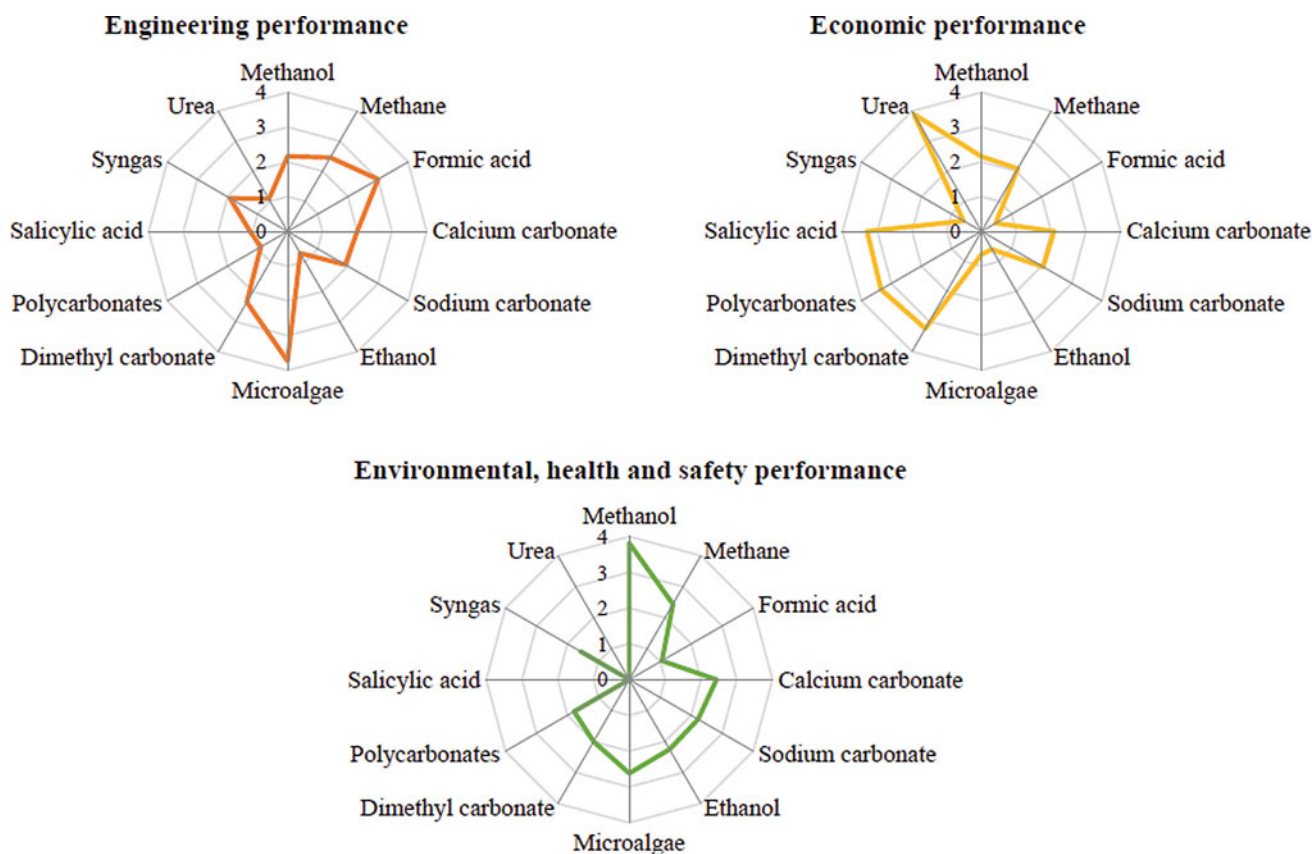 Engineering performance
Methanol
Urea
4
Methane
3
Syngas
2
Formic acid
1
Salicylic acid
0
Calcium carbonate
Polycarbonates
Sodium carbonate
Dimethyl carbonate
Ethanol
Microalgae
Economic performance
Methanol
Urea
4
Methane
3
Syngas
2
Formic acid
1
Salicylic acid
0
Calcium carbonate
Polycarbonates
Sodium carbonate
Dimethyl carbonate
Ethanol
Microalgae
Environmental, health and safety performance
Methanol
Urea
4
Methane
3
Syngas
2
Formic acid
1
Salicylic acid
0
Calcium carbonate
Polycarbonates
Sodium carbonate
Dimethyl carbonate
Ethanol
Microalgae